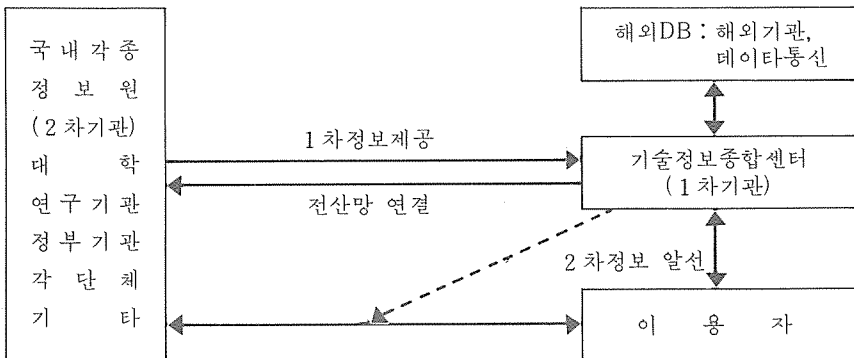 국내각종
정보원
(2차기관)
대학
연구기관
정부기관
각단체
기타
1차정보제공
전산망 연결
해외DB : 해외기관,
데이타통신
기술정보종합센터
(1차기관)
2차정보 알선
이용자